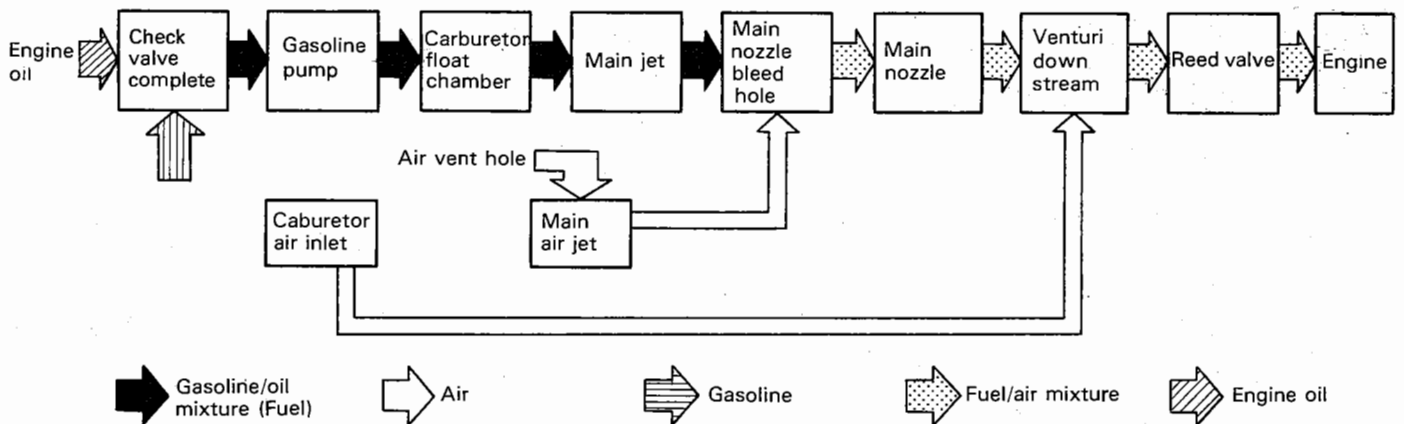 Engine
oil
Check
valve
complete
Gasoline
pump
Carburetor
float
chamber
Main jet
Main
nozzle
bleed
hole
Main
nozzle
Venturi
down
stream
Reed valve
Engine
Air vent hole
Caburetor
air inlet
Main
air jet
Gasoline/oil
mixture (Fuel)
Air
Gasoline
Fuel/air mixture
Engine oil